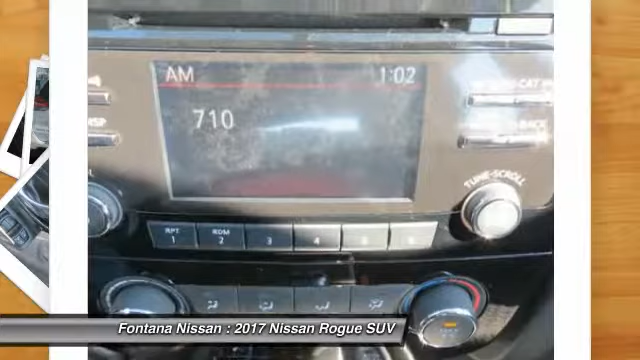 AM 1:02
710
TUNE-SCROLL
RPT RDM
1 2 3 4 5 6
Fontana Nissan : 2017 Nissan Rogue SUV